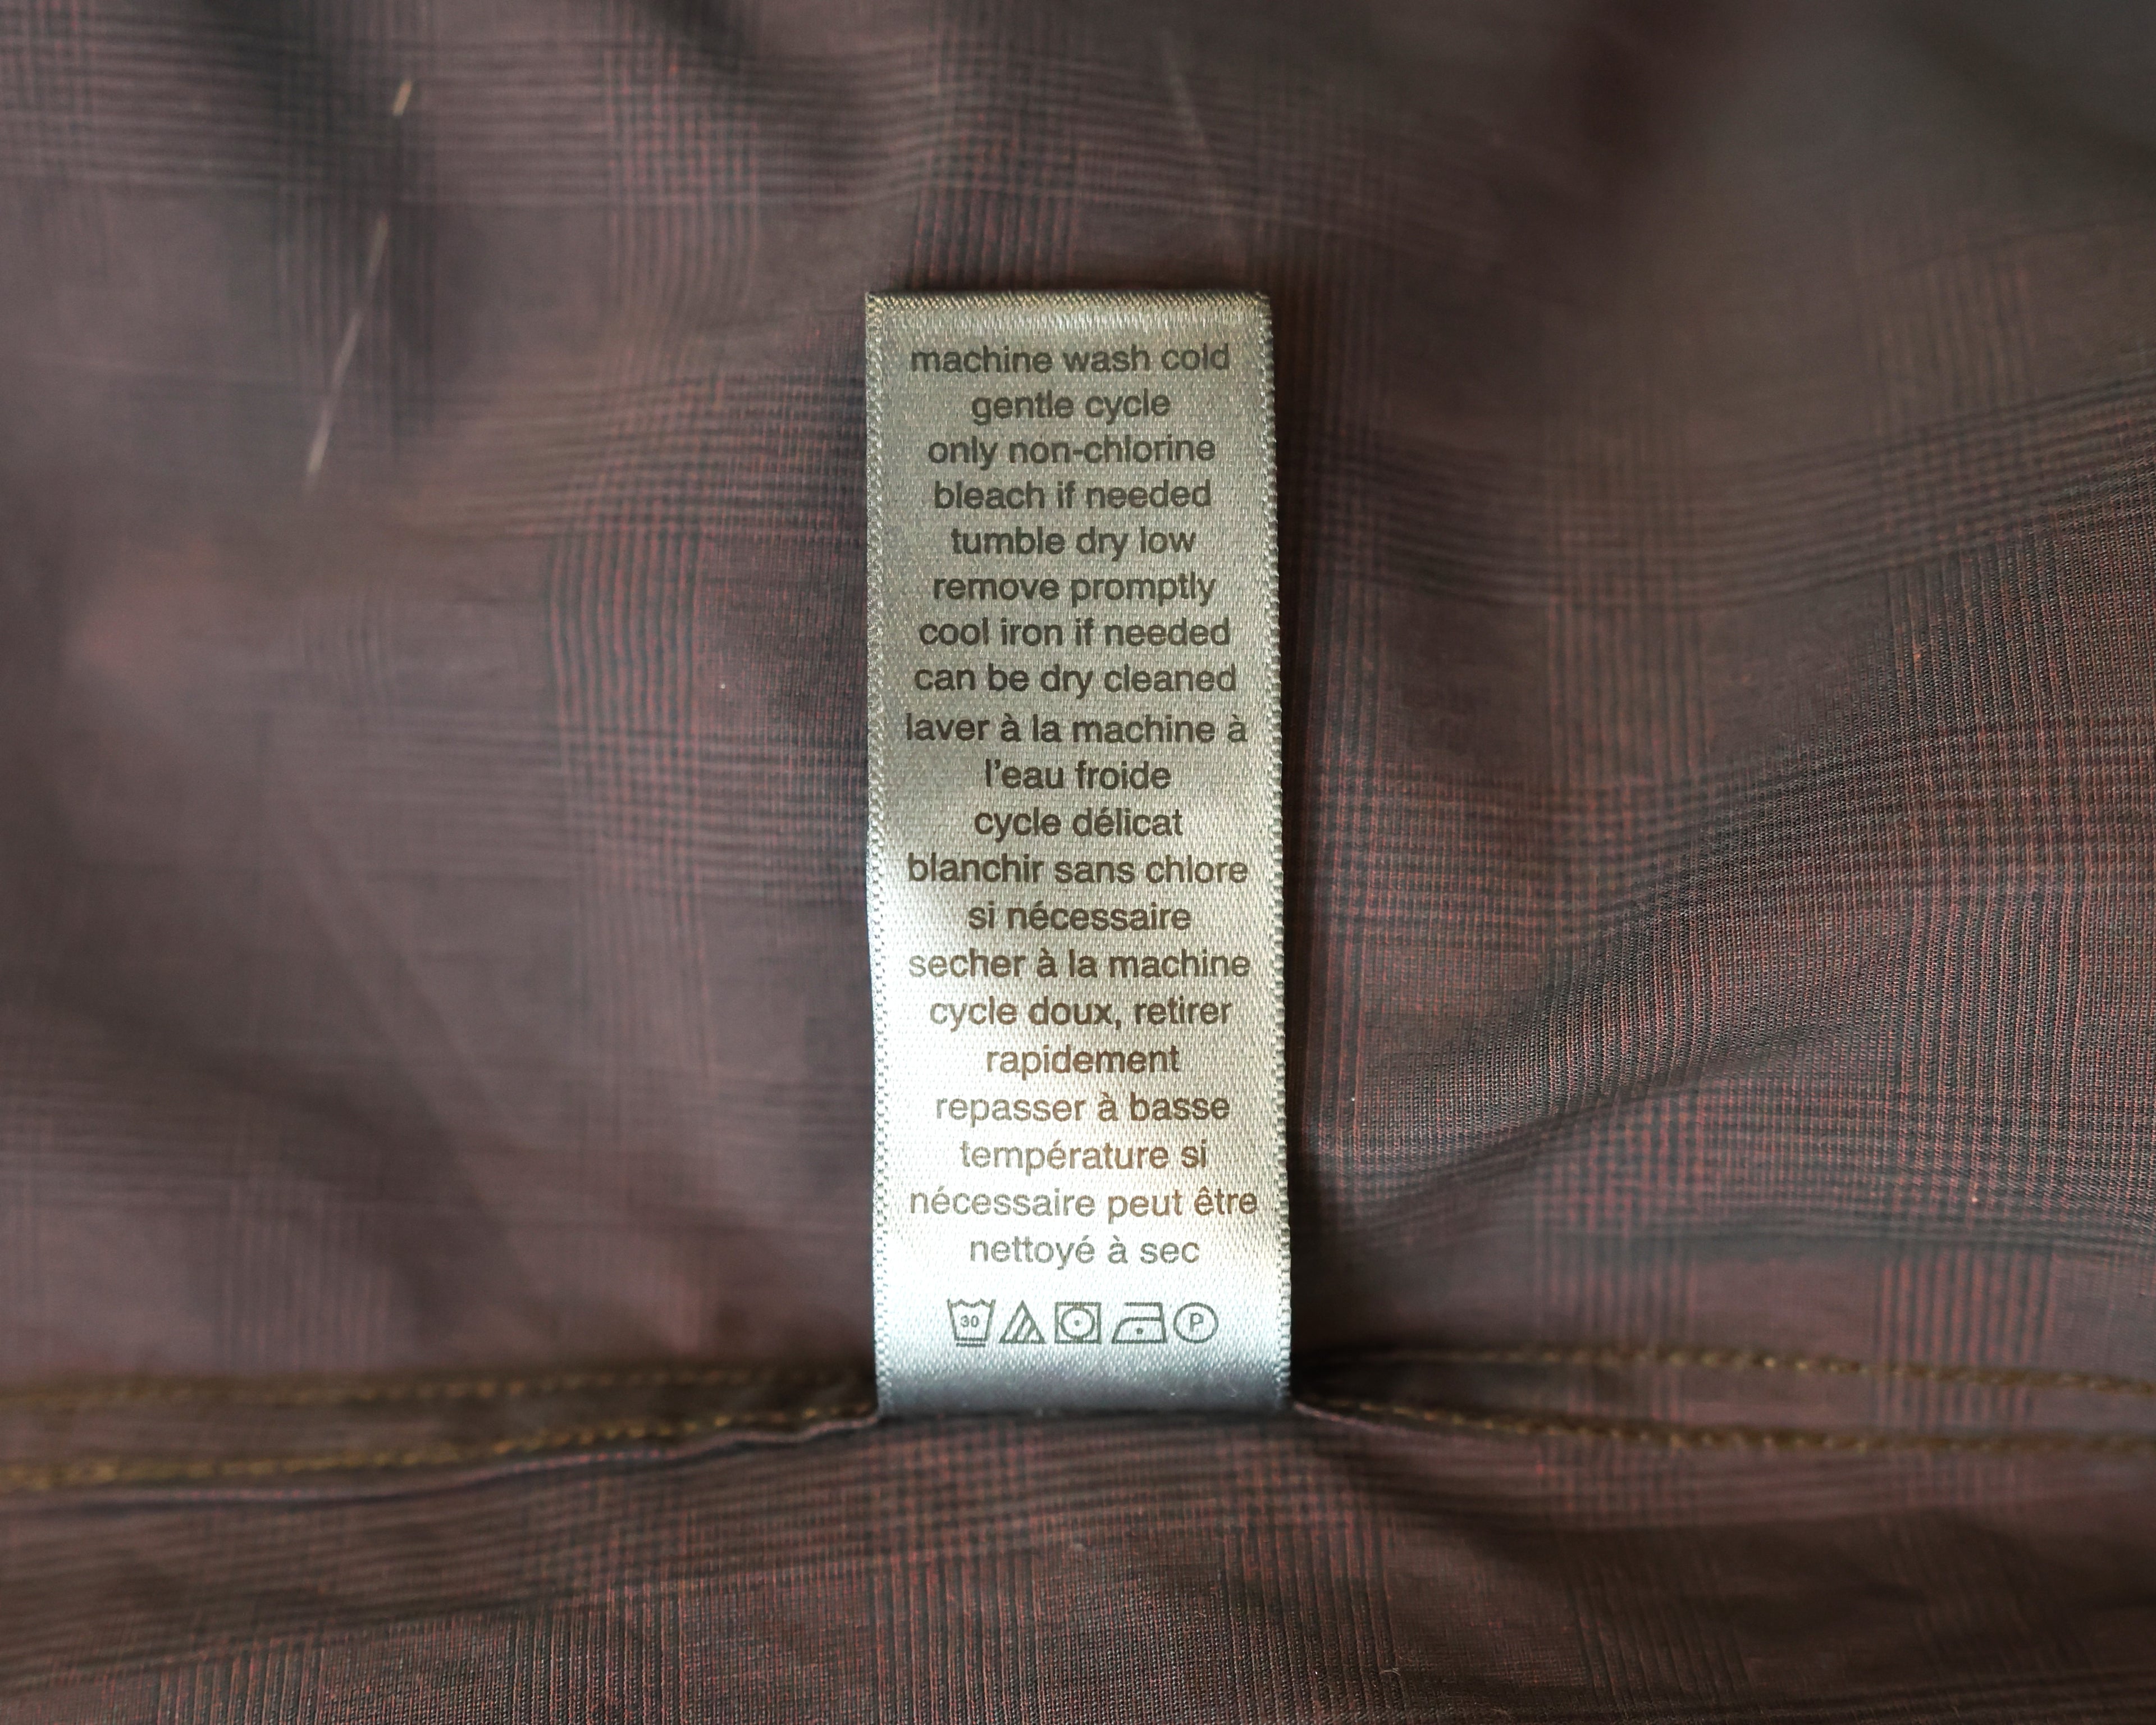 machine wash cold
gentle cycle
only non-chlorine
bleach if needed
tumble dry low
remove promptly
cool iron if needed
can be dry cleaned
laver à la machine à
l'eau froide
cycle délicat
blanchir sans chlore
si nécessaire
secher à la machine
cycle doux, retirer
rapidement
repasser à basse
température si
nécessaire peut être
nettoyé à sec
30 P